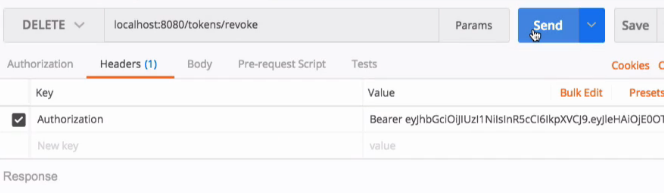 DELETE localhost:8080/tokens/revoke Params Send Save
Authorization Headers (1) Body Pre-request Script Tests Cookies
Key Value Bulk Edit Presets
Authorization Bearer eyJhbGciOiJIUzI1NiIsInR5cCI6IkpXVCJ9.eyJleHAiOjE0OT
New key value
Response